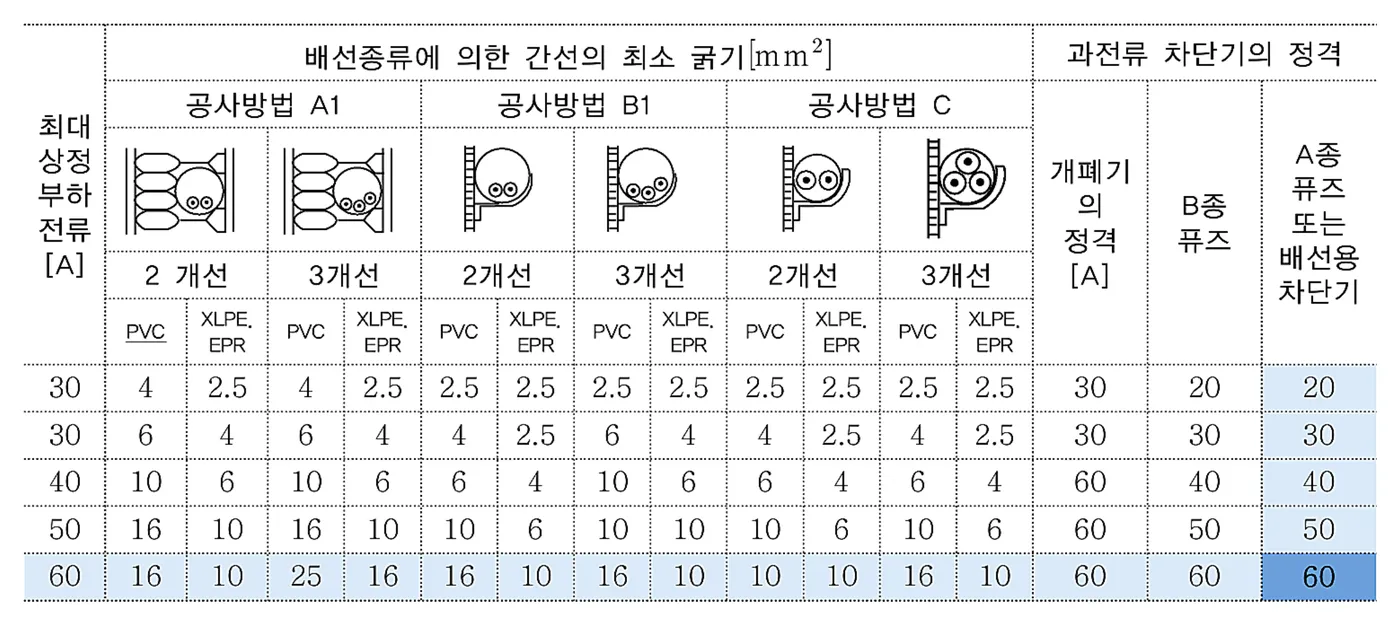 배선종류에 의한 간선의 최소 굵기[mm²] 과전류 차단기의 정격
최대
상정
부하
전류
[A]
공사방법 A1 공사방법 B1 공사방법 C
개폐기
의
정격
[A]
B종
퓨즈
A종
퓨즈
또는
배선용
차단기
2 개선 3개선 2개선 3개선 2개선 3개선
PVC XLPE. EPR PVC XLPE. EPR PVC XLPE. EPR PVC XLPE. EPR PVC XLPE. EPR PVC XLPE. EPR
30 4 2.5 4 2.5 2.5 2.5 2.5 2.5 2.5 2.5 2.5 2.5 30 20 20
30 6 4 6 4 4 2.5 6 4 4 2.5 4 2.5 30 30 30
40 10 6 10 6 6 4 10 6 6 4 6 4 60 40 40
50 16 10 16 10 10 6 10 10 10 6 10 6 60 50 50
60 16 10 25 16 16 10 16 10 10 10 16 10 60 60 60